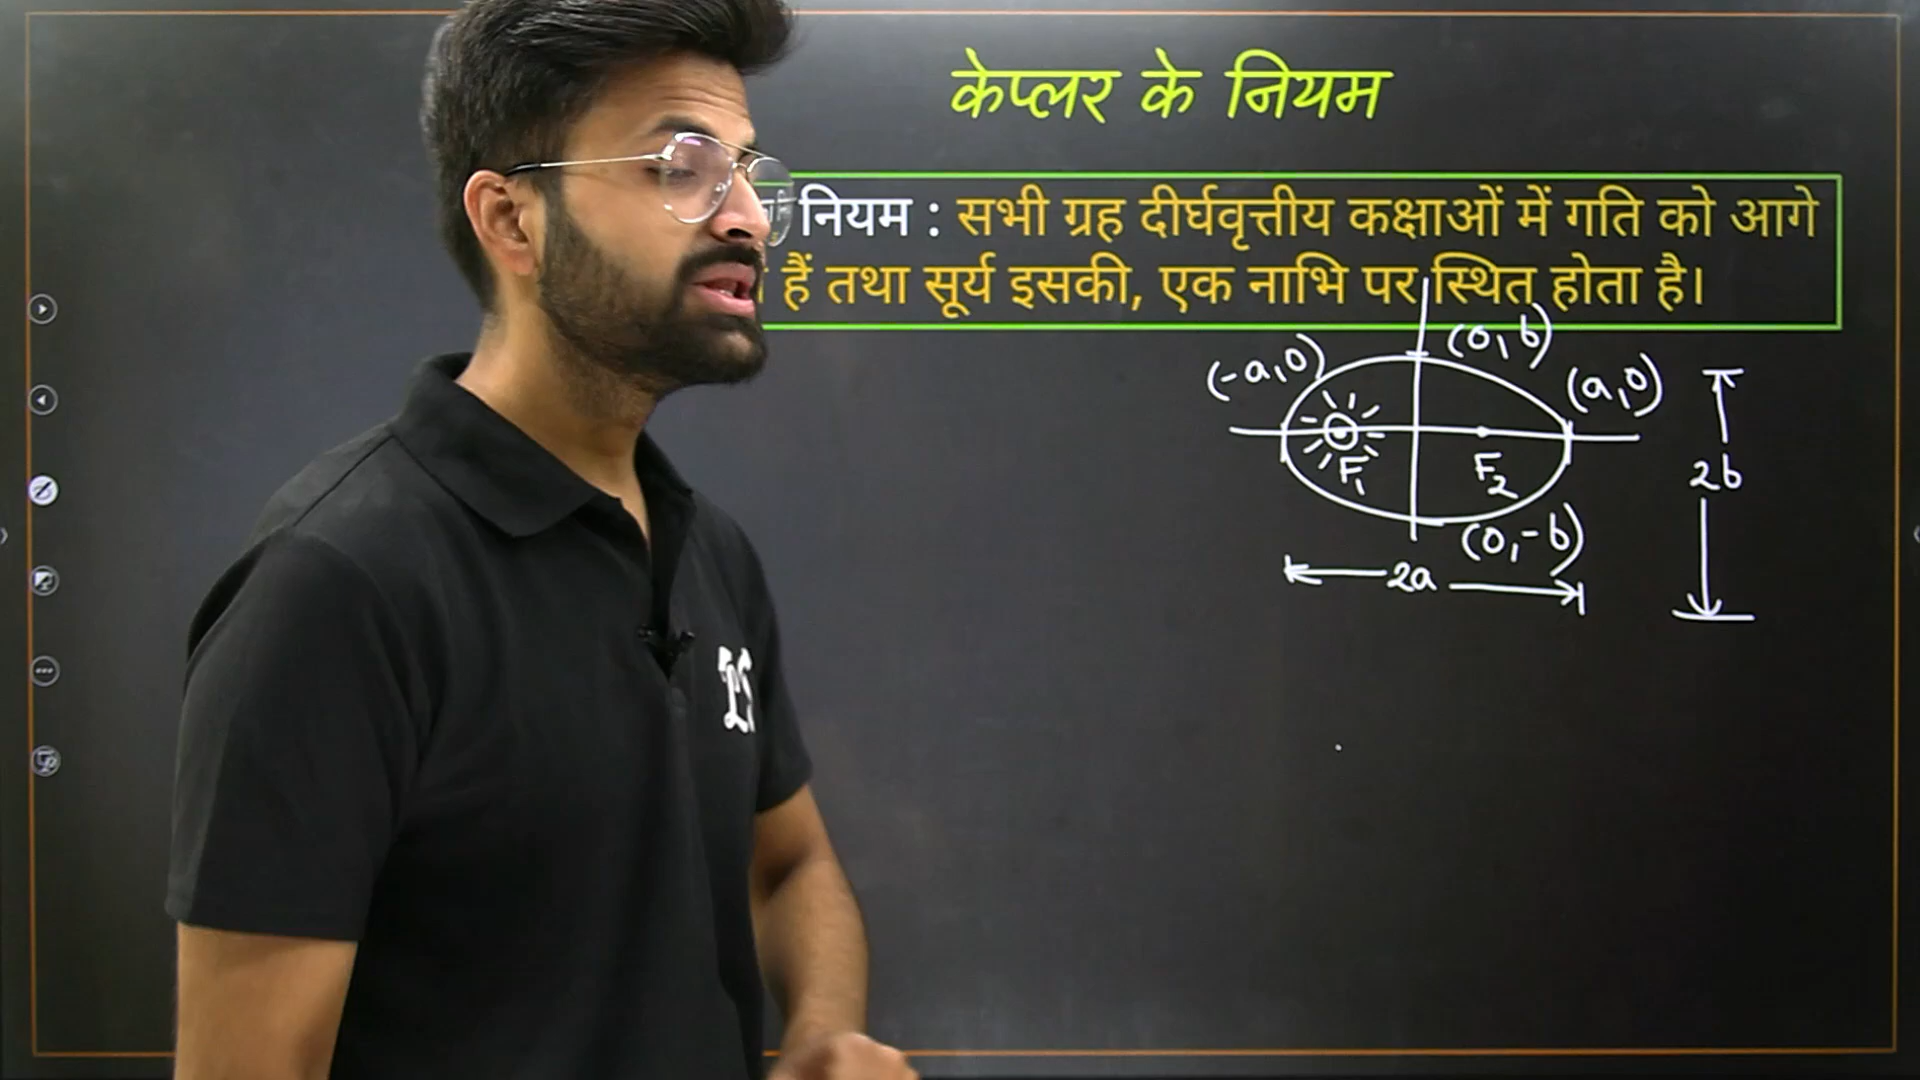 केप्लर के नियम
नियम : सभी ग्रह दीर्घवृत्तीय कक्षाओं में गति को आगे
हैं तथा सूर्य इसकी, एक नाभि पर स्थित होता है।
(0, b)
(-a,0)
(a,0)
F₁
F₂
2b
(0,-b)
2a